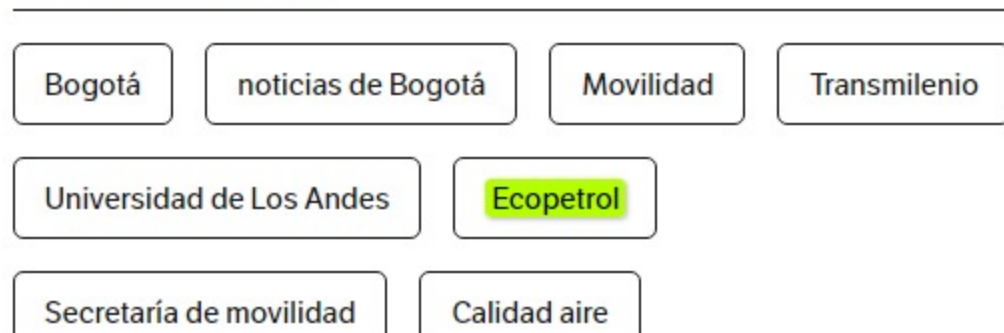 Bogotá noticias de Bogotá Movilidad Transmilenio
Universidad de Los Andes Ecopetrol
Secretaría de movilidad Calidad aire